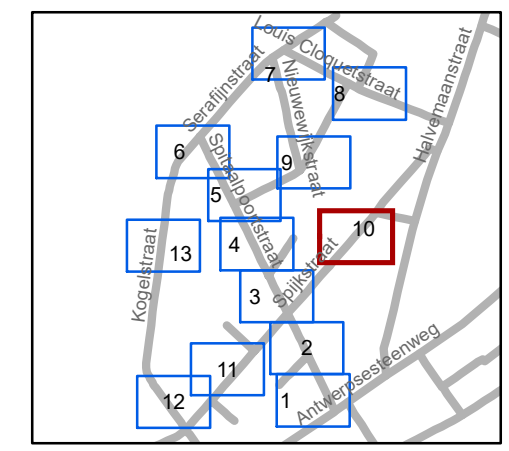 Louis Cloquetstraat
7
Serafijnstraat
Nieuwewijkstraat
8
Halvemaanstraat
6
Spitaalpoortstraat
9
5
10
4
13
Kogelstraat
Spijkstraat
3
2
Antwerpsesteenweg
11
12
1